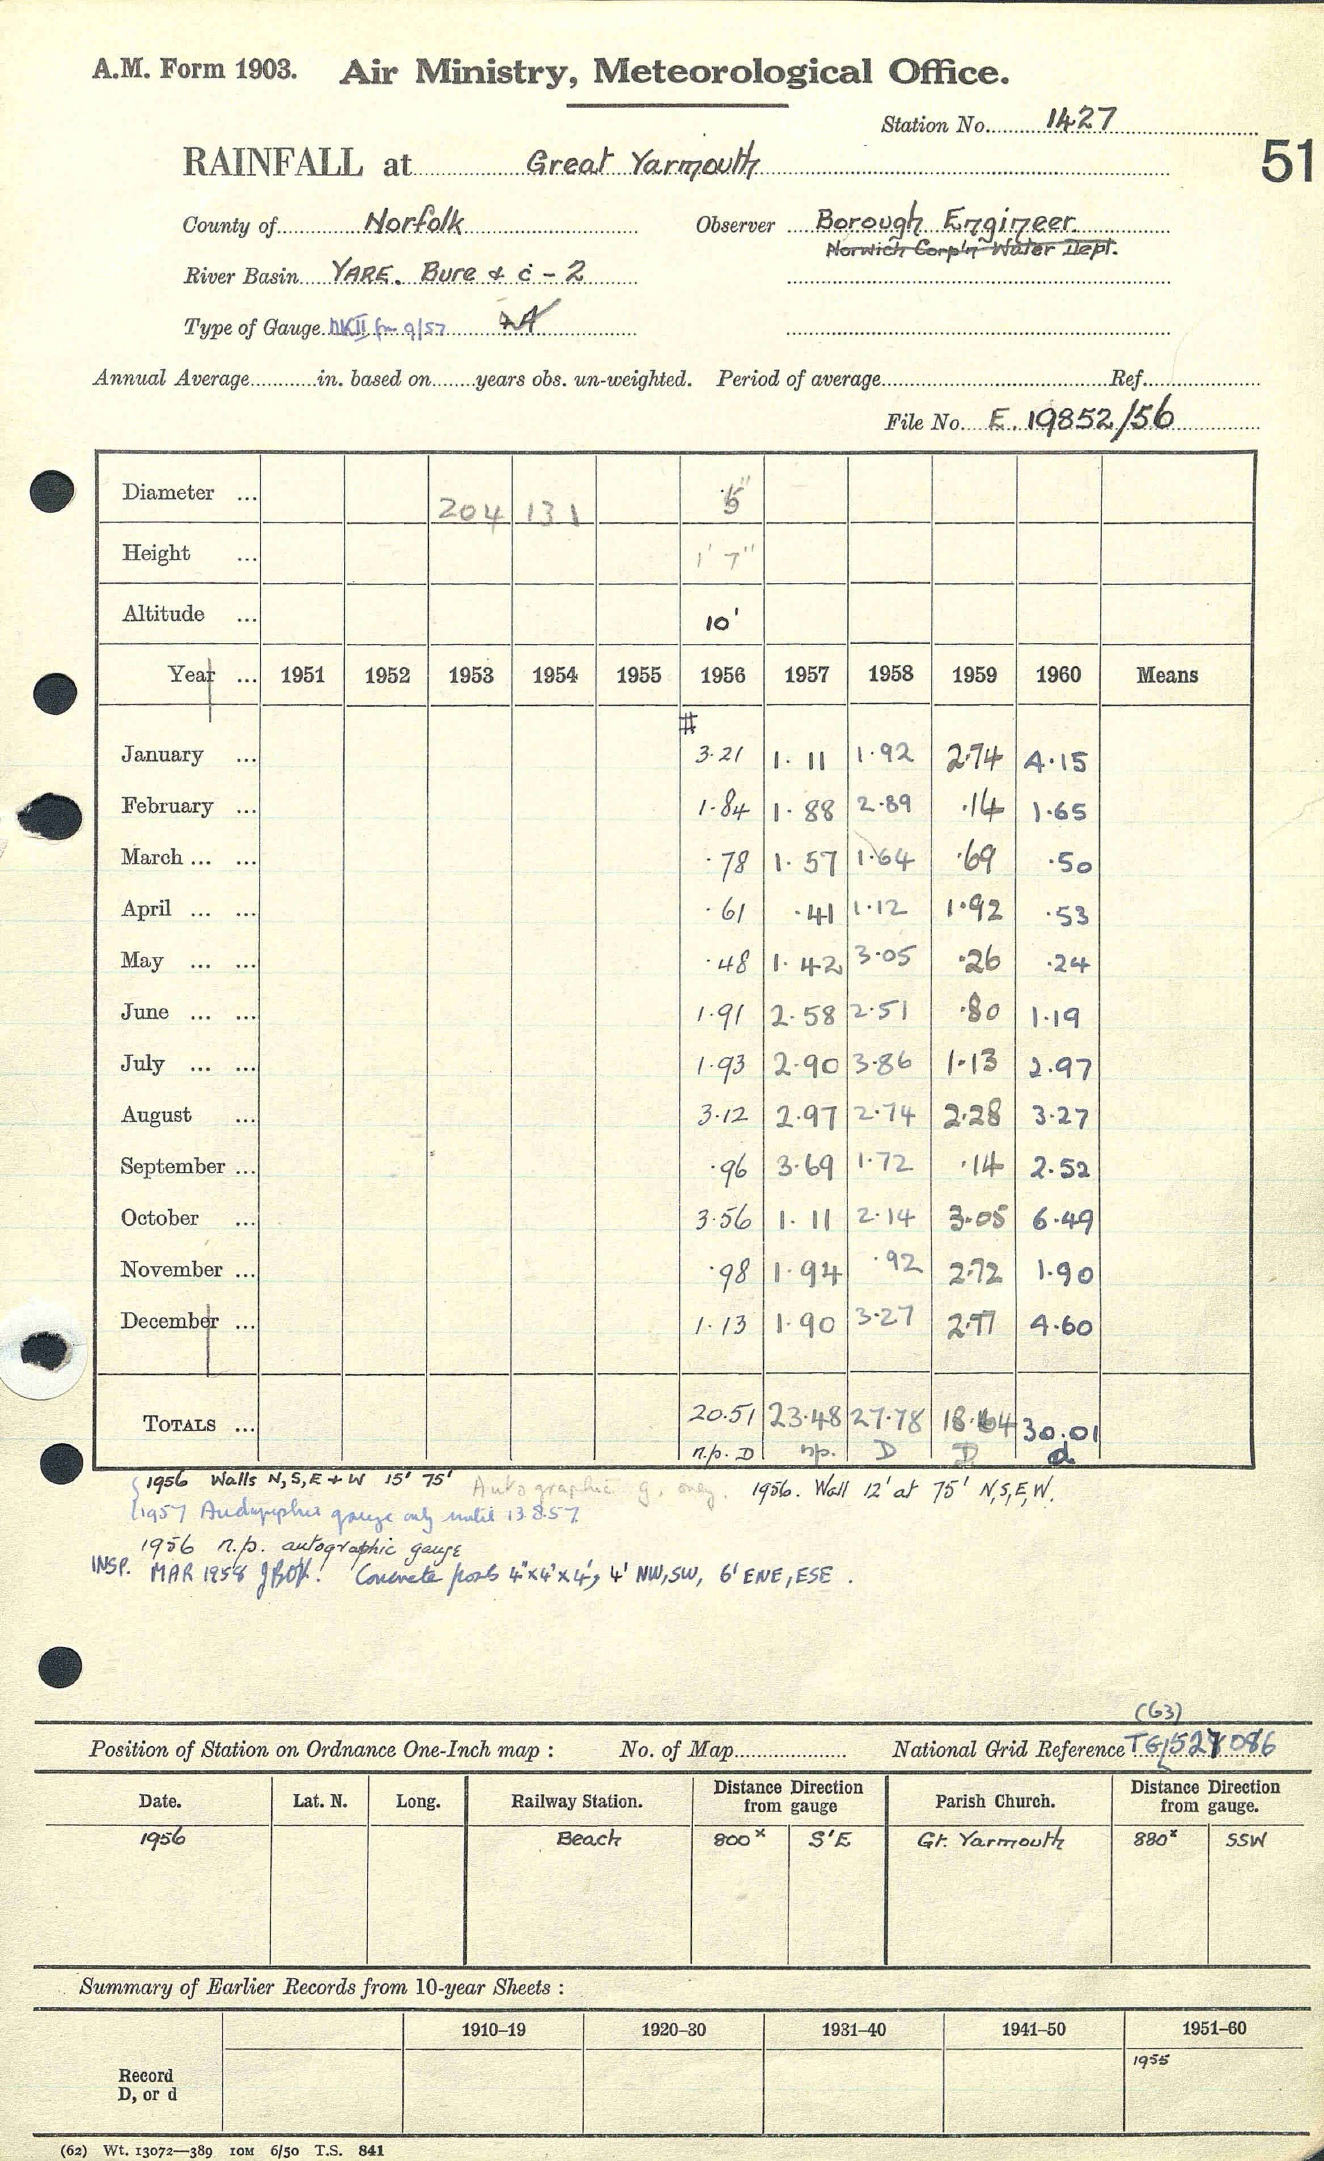 A.M. Form 1903. Air Ministry, Meteorological Office.
Station No. 1427
51
RAINFALL at Great Yarmouth
County of Norfolk Observer Borough Engineer.
Norwich Corp'n Water Dept.
River Basin YARE. Bure & c - 2
Type of Gauge MKII fm 9/57
Annual Average in. based on years obs. un-weighted. Period of average Ref.
File No. E. 19852/56
Diameter ... 204 131 5"
Height ... 1' 7"
Altitude ... 10'
Year ... 1951 1952 1953 1954 1955 1956 1957 1958 1959 1960 Means
#
January ... 3.21 1.11 1.92 2.74 4.15
February ... 1.84 1.88 2.89 .14 1.65
March ... ... .78 1.57 1.64 .69 .50
April ... ... .61 .41 1.12 1.92 .53
May ... ... .48 1.42 3.05 .26 .24
June ... ... 1.91 2.58 2.51 .80 1.19
July ... ... 1.93 2.90 3.86 1.13 2.97
August ... 3.12 2.97 2.74 2.28 3.27
September ... .96 3.69 1.72 .14 2.52
October ... 3.56 1.11 2.14 3.05 6.49
November ... .98 1.94 .92 2.72 1.90
December ... 1.13 1.90 3.27 2.77 4.60
TOTALS ... 20.51 23.48 27.78 18.64 30.01
n.p. D n.p. D D d
1956 Walls N, S, E + W 15' 75' Autographic g. only. 1956. Wall 12' at 75' N,S,E,W.
1957 Autographic gauge only until 13.8.57
1956 n.p. autographic gauge
INSP. MAR 1958 Concrete posts 4"x4"x4', 4' NW,SW, 6' ENE, ESE.
(63)
Position of Station on Ordnance One-Inch map : No. of Map National Grid Reference TG/527086
Date. Lat. N. Long. Railway Station. Distance Direction from gauge Parish Church. Distance Direction from gauge.
1956 Beach 800x S'E Gt. Yarmouth 880x SSW
Summary of Earlier Records from 10-year Sheets :
1910–19 1920–30 1931–40 1941–50 1951–60
1955
Record
D, or d
(62) Wt. 13072—389 10M 6/50 T.S. 841